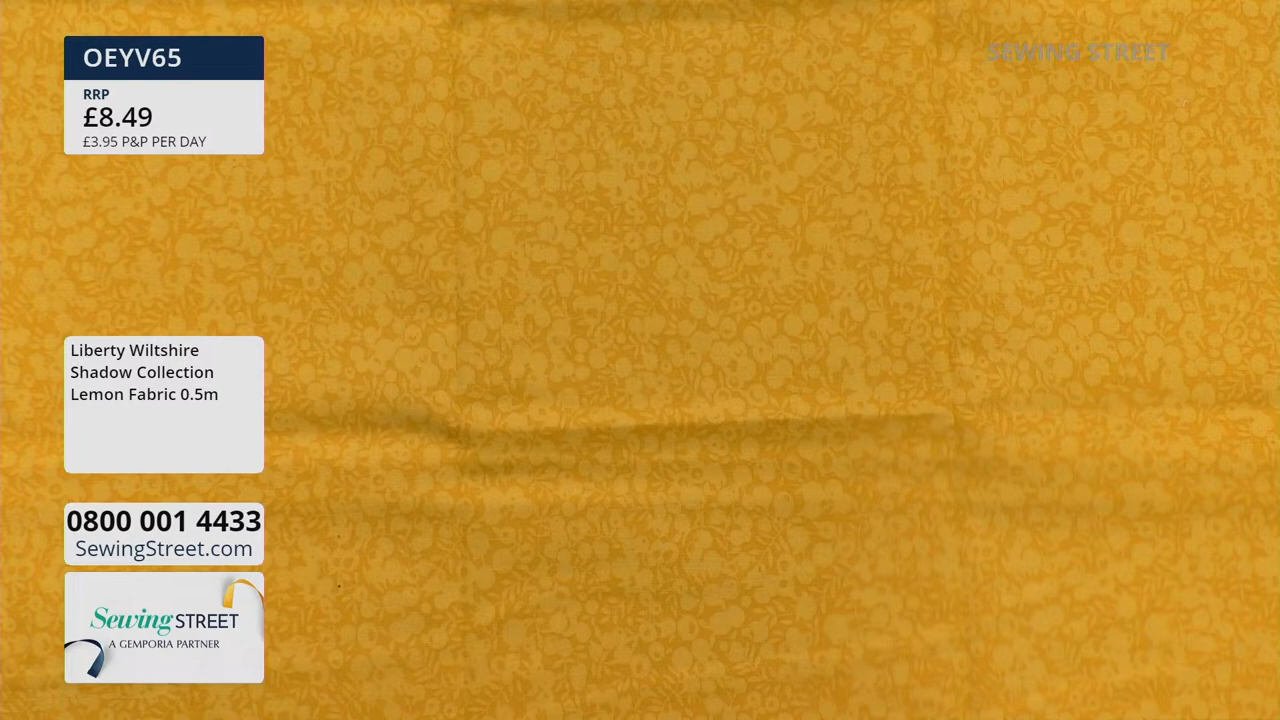 OEYV65
RRP
£8.49
£3.95 P&P PER DAY
SEWING STREET
Liberty Wiltshire
Shadow Collection
Lemon Fabric 0.5m
0800 001 4433
SewingStreet.com
Sewing STREET
A GEMPORIA PARTNER